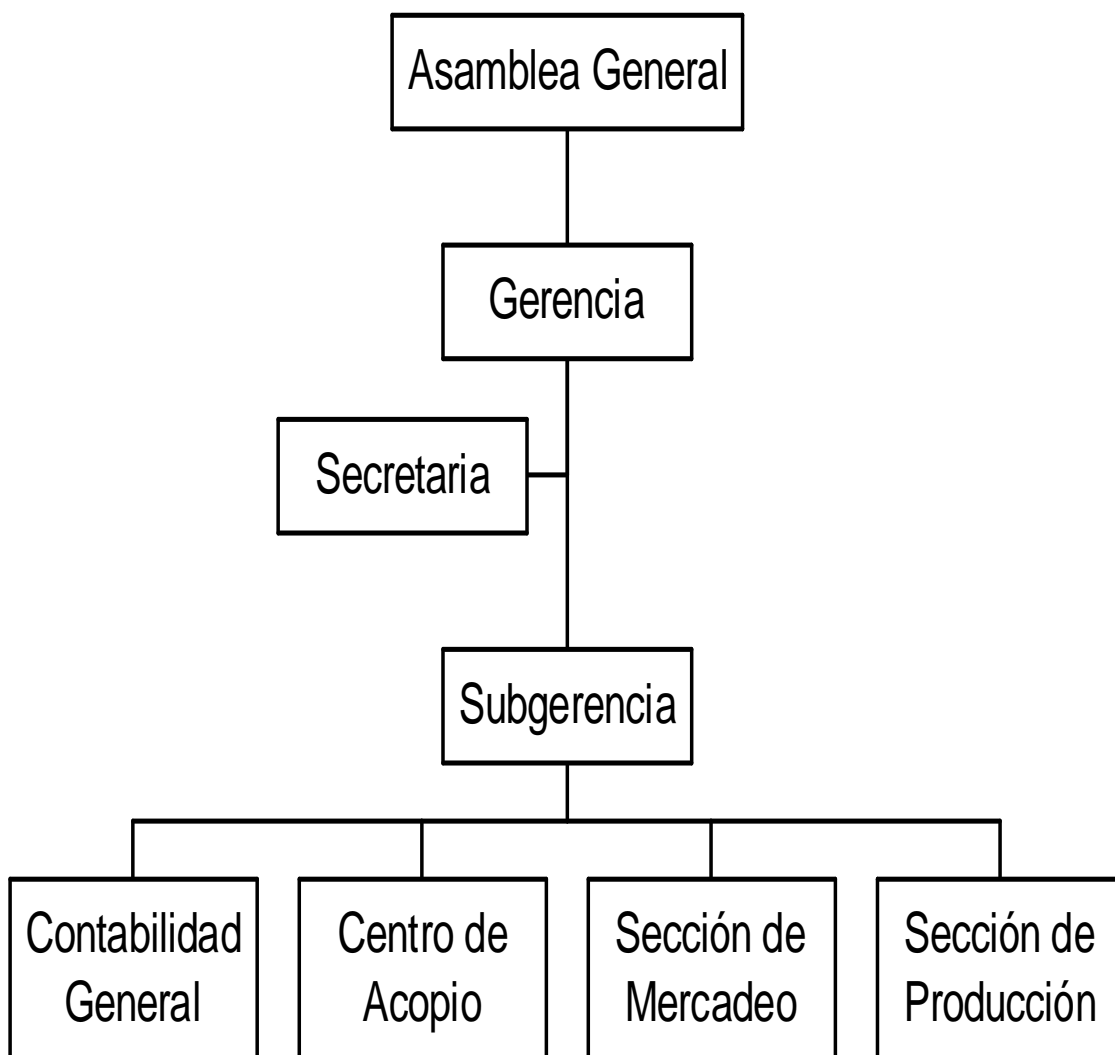 Asamblea General
Gerencia
Secretaria
Subgerencia
Contabilidad
General
Centro de
Acopio
Sección de
Mercadeo
Sección de
Producción